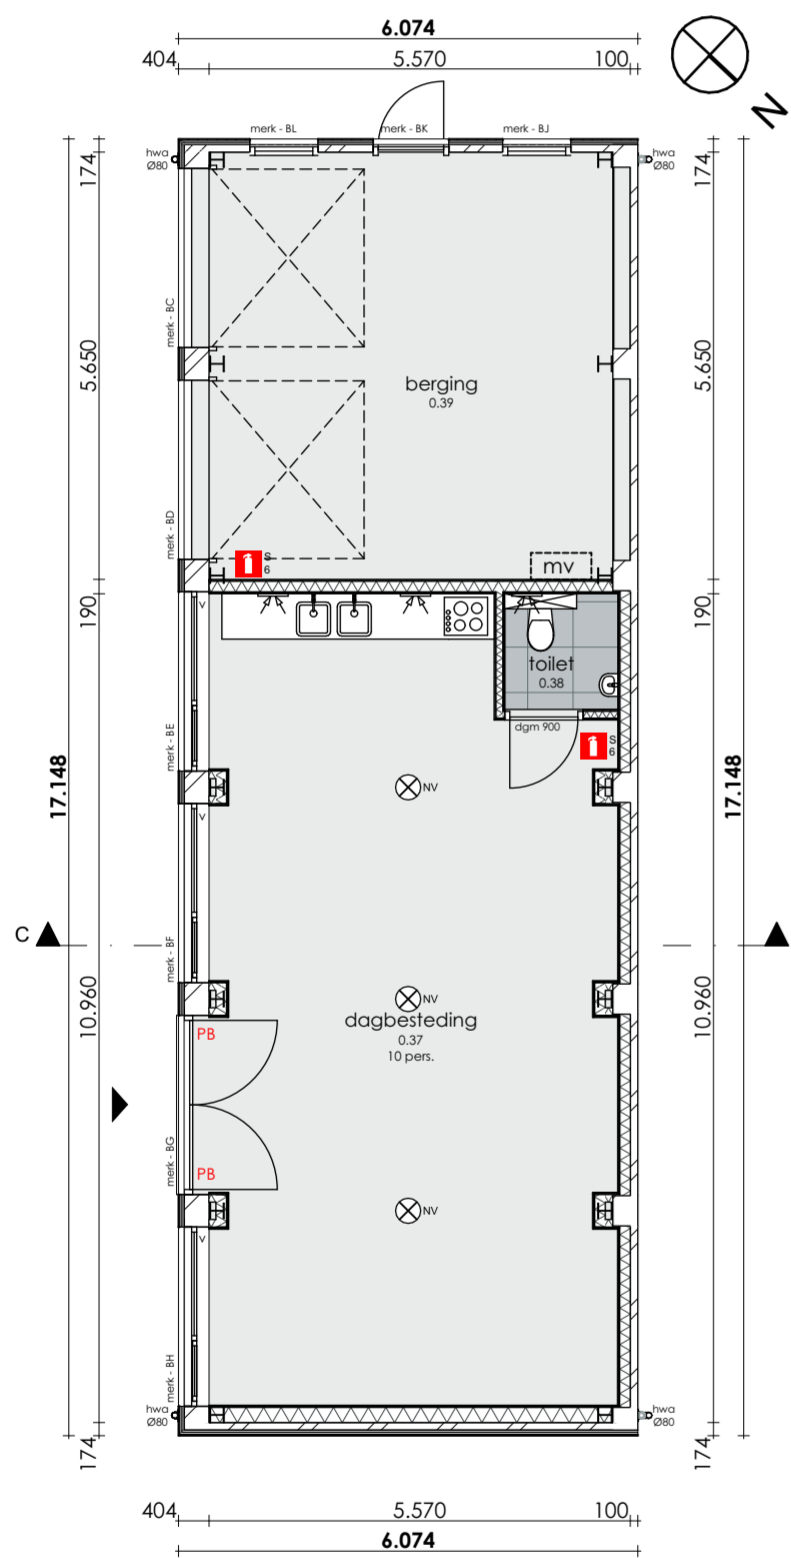 6.074
404
5.570
100
N
merk - BL
merk - BK
merk - BJ
hwa
Ø80
hwa
Ø80
174
174
merk - BC
5.650
5.650
berging
0.39
merk - BD
S
6
mv
190
190
v
toilet
0.38
dgm 900
S
6
merk - BE
17.148
17.148
NV
v
C
merk - BF
10.960
10.960
NV
dagbesteding
0.37
10 pers.
PB
merk - BG
PB
NV
v
merk - BH
hwa
Ø80
hwa
Ø80
174
174
404
5.570
100
6.074